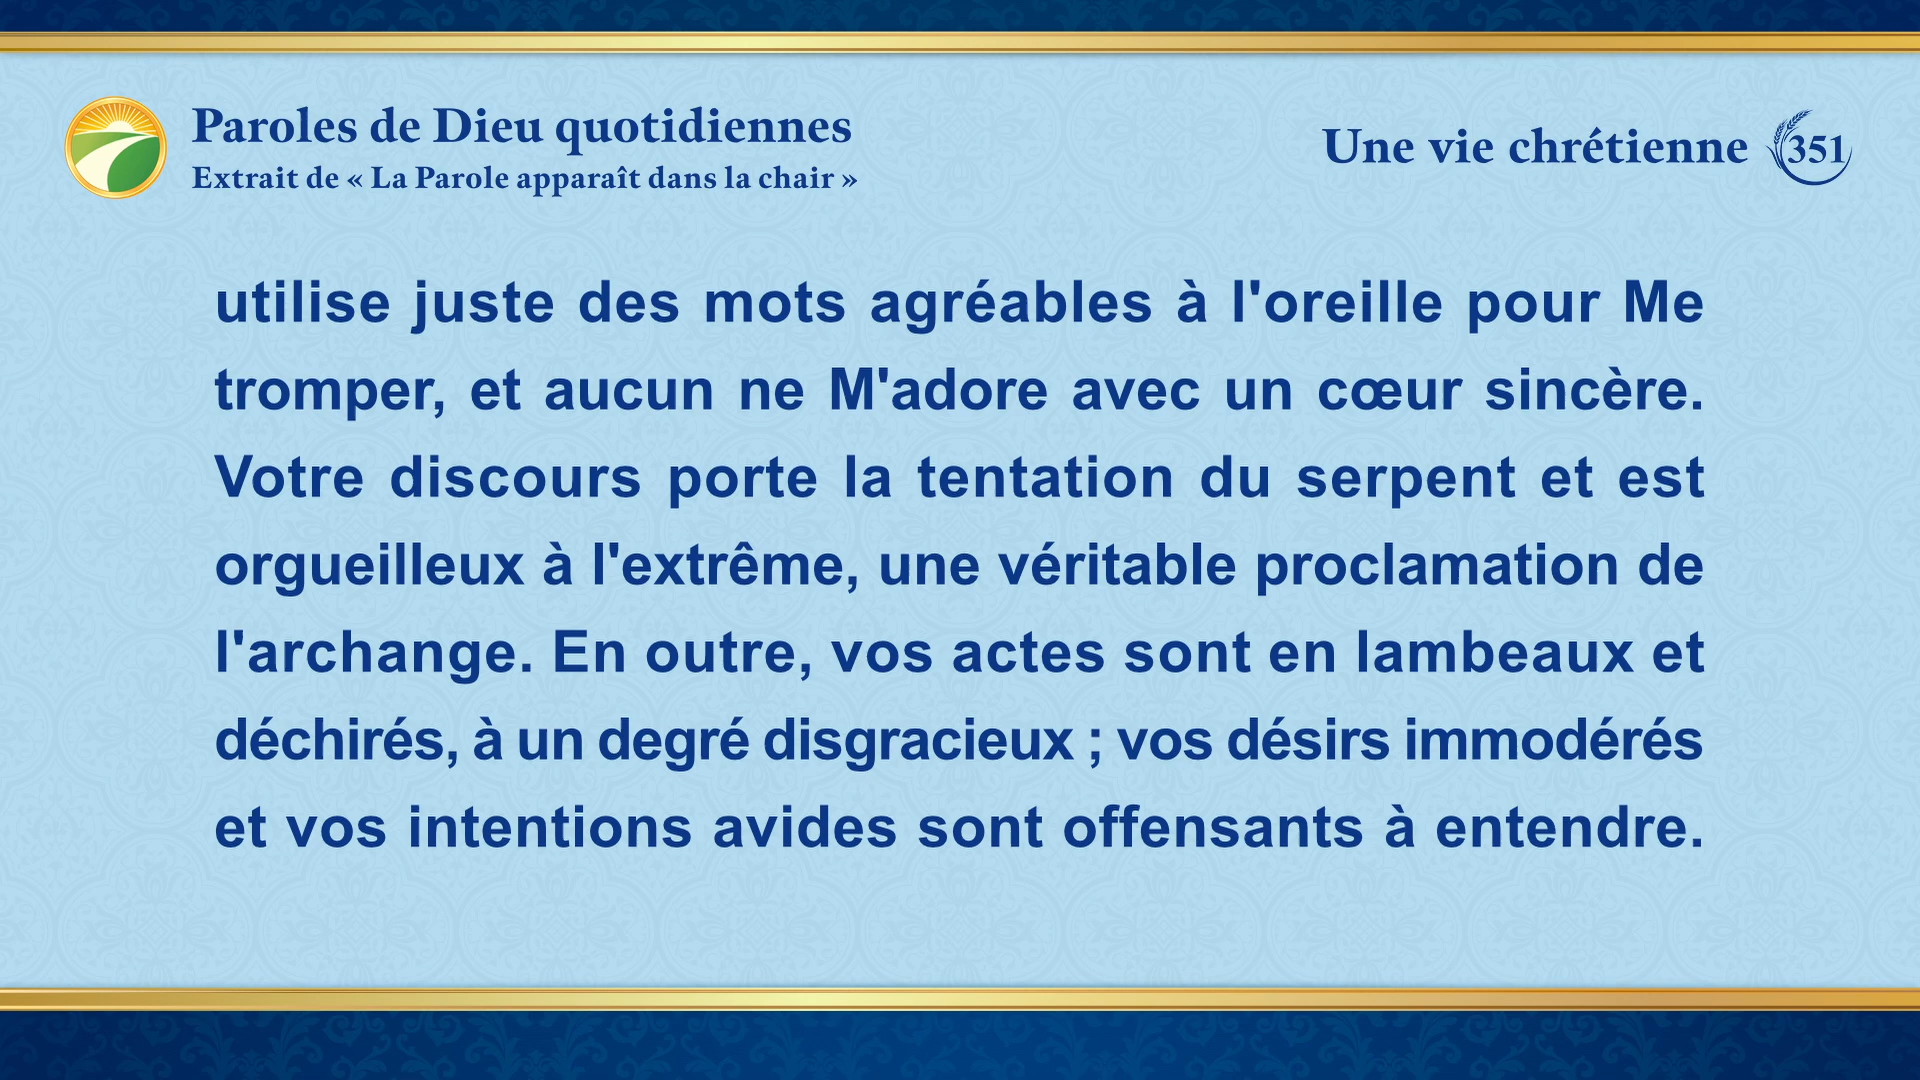 Paroles de Dieu quotidiennes
Extrait de « La Parole apparaît dans la chair »
Une vie chrétienne 351
utilise juste des mots agréables à l'oreille pour Me
tromper, et aucun ne M'adore avec un cœur sincère.
Votre discours porte la tentation du serpent et est
orgueilleux à l'extrême, une véritable proclamation de
l'archange. En outre, vos actes sont en lambeaux et
déchirés, à un degré disgracieux ; vos désirs immodérés
et vos intentions avides sont offensants à entendre.